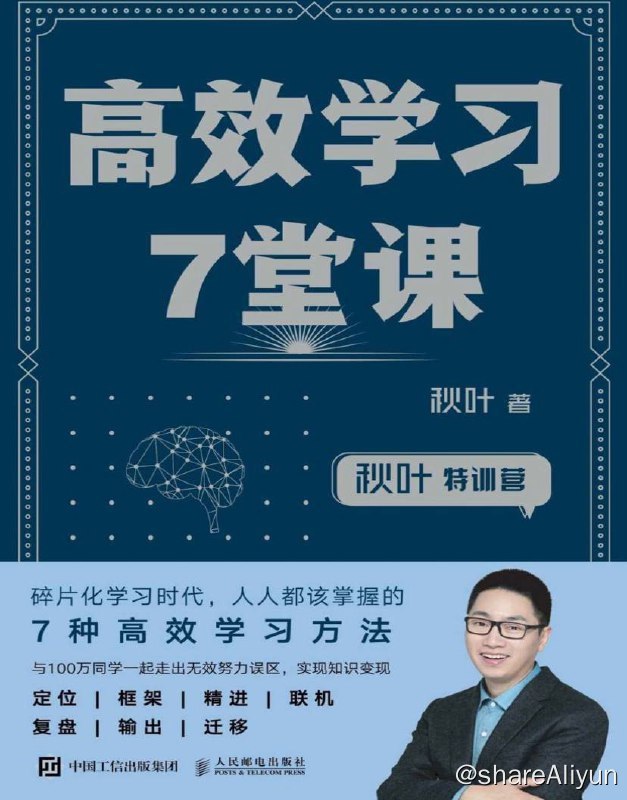 高效学习
7堂课
秋叶 著
秋叶 特训营
碎片化学习时代，人人都该掌握的
7种高效学习方法
与100万同学一起走出无效努力误区，实现知识变现
定位 | 框架 | 精进 | 联机
复盘 | 输出 | 迁移
中国工信出版集团 人民邮电出版社
POSTS & TELECOM PRESS
@shareAliyun